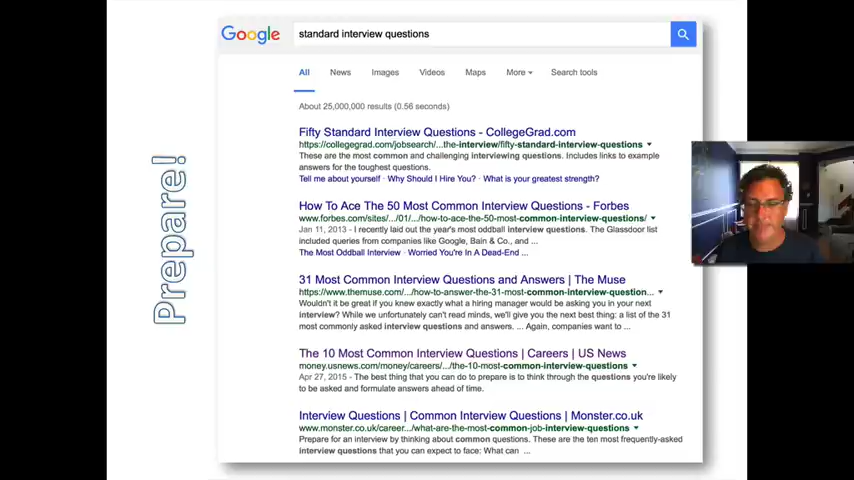 Prepare!
Google
standard interview questions
All News Images Videos Maps More Search tools
About 25,000,000 results (0.56 seconds)
Fifty Standard Interview Questions - CollegeGrad.com
https://collegegrad.com/jobsearch/...the-interview/fifty-standard-interview-questions
These are the most common and challenging interviewing questions. Includes links to example
answers for the toughest questions.
Tell me about yourself · Why Should I Hire You? · What is your greatest strength?
How To Ace The 50 Most Common Interview Questions - Forbes
www.forbes.com/sites/.../01/.../how-to-ace-the-50-most-common-interview-questions/
Jan 11, 2013 - I recently laid out the year's most oddball interview questions. The Glassdoor list
included queries from companies like Google, Bain & Co., and ...
The Most Oddball Interview · Worried You're In A Dead-End ...
31 Most Common Interview Questions and Answers | The Muse
https://www.themuse.com/.../how-to-answer-the-31-most-common-interview-question...
Wouldn't it be great if you knew exactly what a hiring manager would be asking you in your next
interview? While we unfortunately can't read minds, we'll give you the next best thing: a list of the 31
most commonly asked interview questions and answers. ... Again, companies want to ...
The 10 Most Common Interview Questions | Careers | US News
money.usnews.com/money/careers/.../the-10-most-common-interview-questions
Apr 27, 2015 - The best thing that you can do to prepare is to think through the questions you're likely
to be asked and formulate answers ahead of time.
Interview Questions | Common Interview Questions | Monster.co.uk
www.monster.co.uk/career.../what-are-the-most-common-job-interview-questions
Prepare for an interview by thinking about common questions. These are the ten most frequently-asked
interview questions that you can expect to face: What can ...